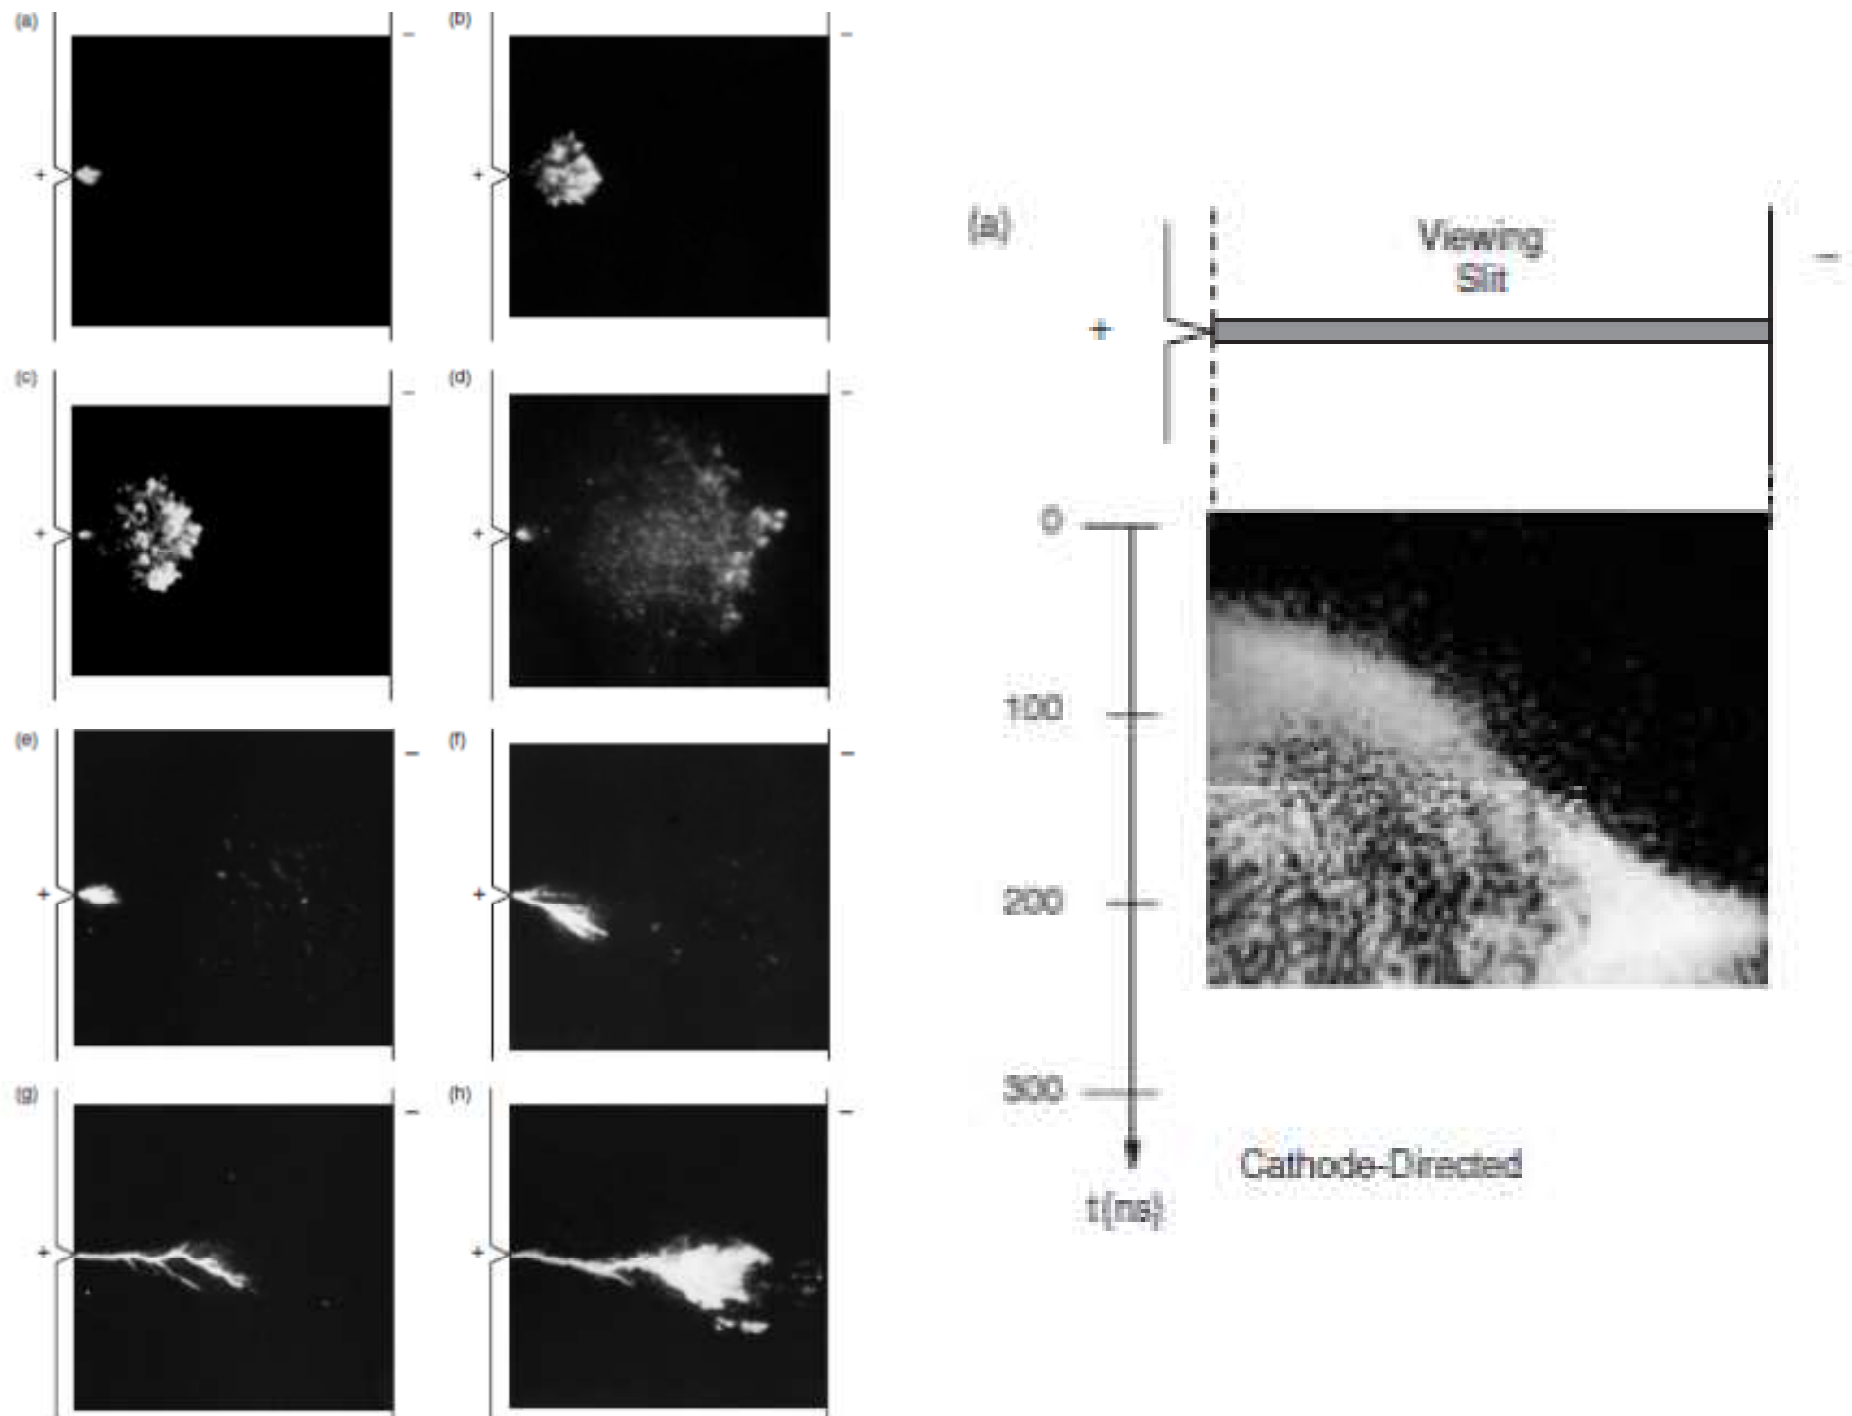 (a)
−
+
(b)
−
+
(c)
−
+
(d)
−
+
(e)
−
+
(f)
−
+
(g)
−
+
(h)
−
+
(a)
Viewing
Slit
−
+
0
100
200
300
t(ns)
Cathode-Directed